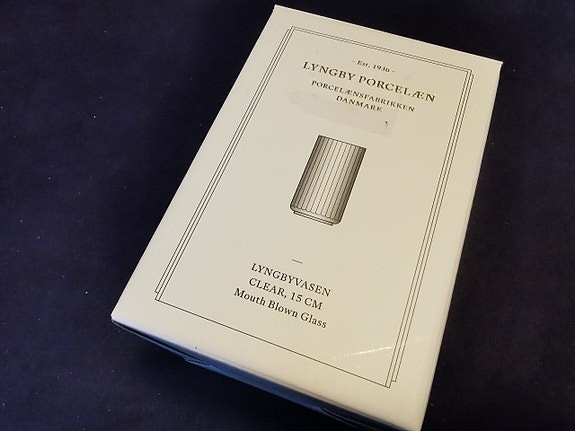 - Est. 1936 -
LYNGBY PORCELÆN
PORCELÆNSFABRIKKEN
DANMARK
LYNGBYVASEN
CLEAR, 15 CM
Mouth Blown Glass